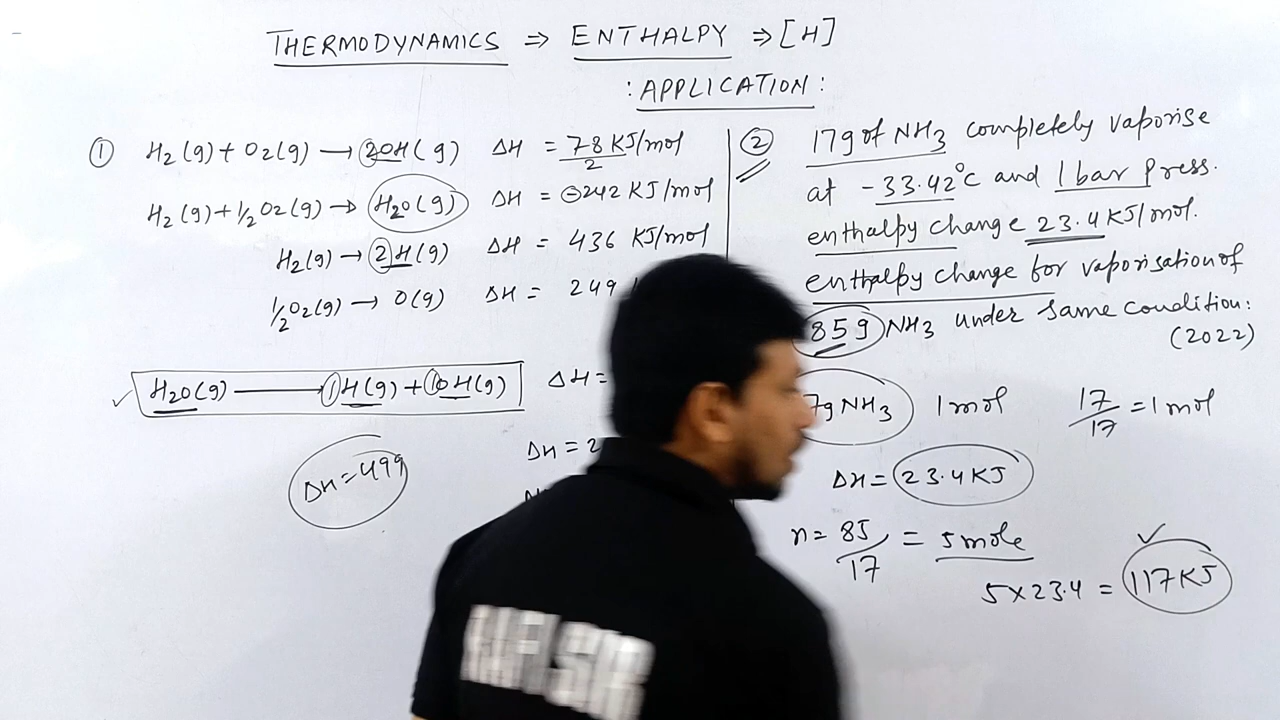 THERMODYNAMICS ⇒ ENTHALPY ⇒ [H]
: APPLICATION :
① H₂(g) + O₂(g) → 2OH(g) ΔH = 78 KJ/mol
2
H₂(g) + 1/2 O₂(g) → H₂O(g) ΔH = -242 KJ/mol
H₂(g) → 2H(g) ΔH = 436 KJ/mol
1/2 O₂(g) → O(g) ΔH = 249
✓ H₂O(g) → 1H(g) + 1OH(g) ΔH =
ΔH = 499
ΔH = 2
② 17g of NH₃ completely vaporise
at -33.42°C and 1 bar press.
enthalpy change 23.4 KJ/mol.
enthalpy change for vaporisation of
85g NH₃ under same condition:
(2022)
7g NH₃ 1 mol 17/17 = 1 mol
ΔH = 23.4 KJ
n = 85/17 = 5 mole
✓
5 × 23.4 = 117 KJ